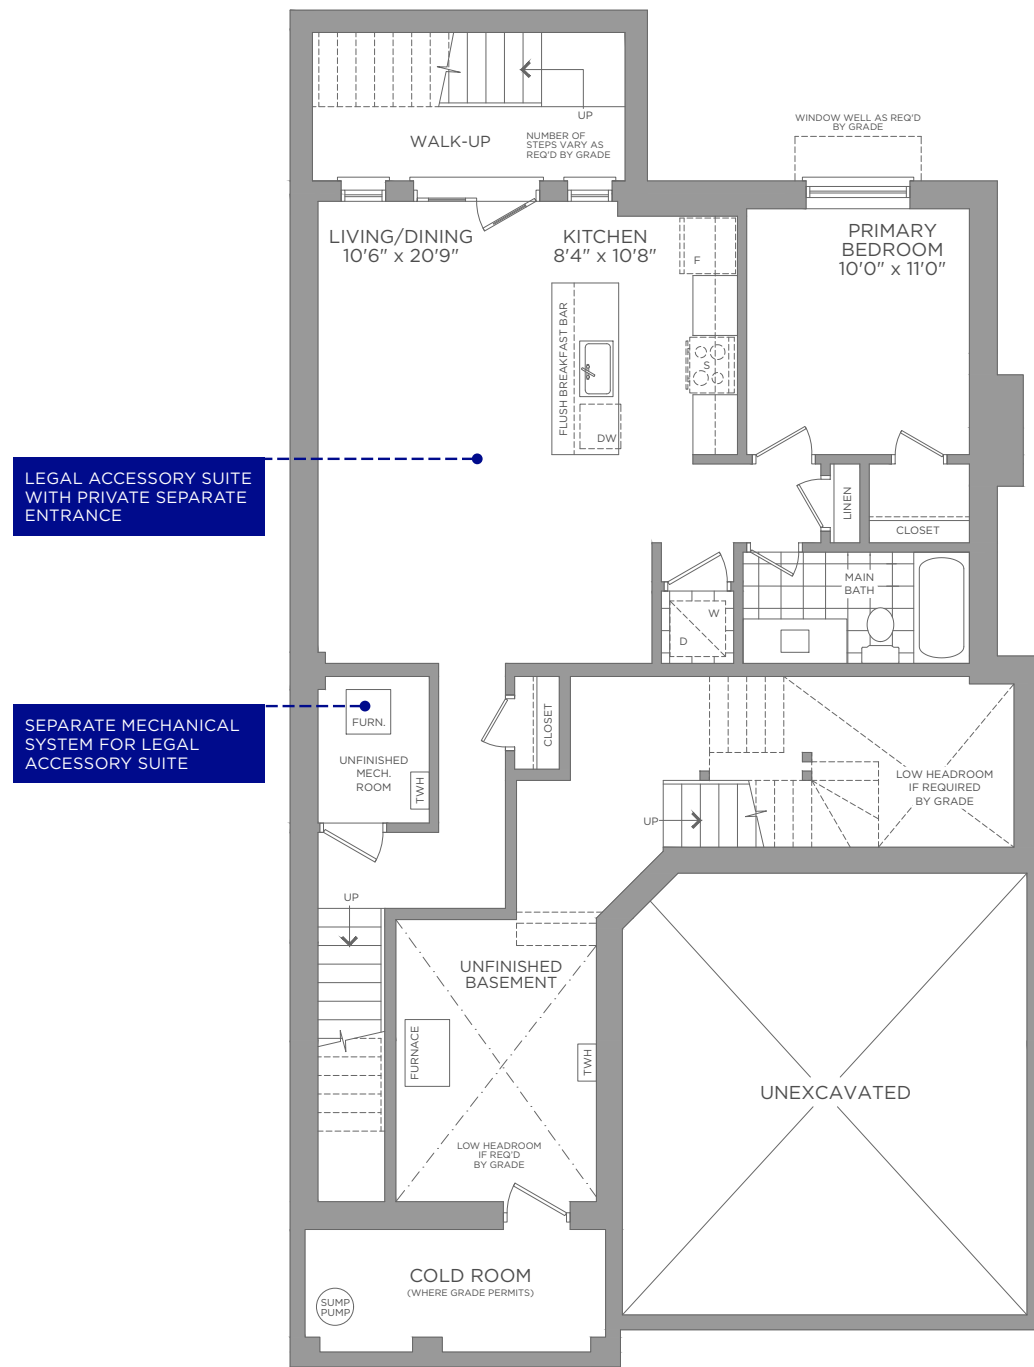 WINDOW WELL AS REQ'D
BY GRADE
UP
WALK-UP
NUMBER OF
STEPS VARY AS
REQ'D BY GRADE
LIVING/DINING
10'6" x 20'9"
KITCHEN
8'4" x 10'8"
PRIMARY
BEDROOM
10'0" x 11'0"
F
FLUSH BREAKFAST BAR
S
DW
LEGAL ACCESSORY SUITE
WITH PRIVATE SEPARATE
ENTRANCE
LINEN
CLOSET
MAIN
BATH
W
D
SEPARATE MECHANICAL
SYSTEM FOR LEGAL
ACCESSORY SUITE
FURN.
UNFINISHED
MECH.
ROOM
TWH
CLOSET
LOW HEADROOM
IF REQUIRED
BY GRADE
UP
UP
UNFINISHED
BASEMENT
FURNACE
TWH
UNEXCAVATED
LOW HEADROOM
IF REQ'D
BY GRADE
COLD ROOM
(WHERE GRADE PERMITS)
SUMP
PUMP